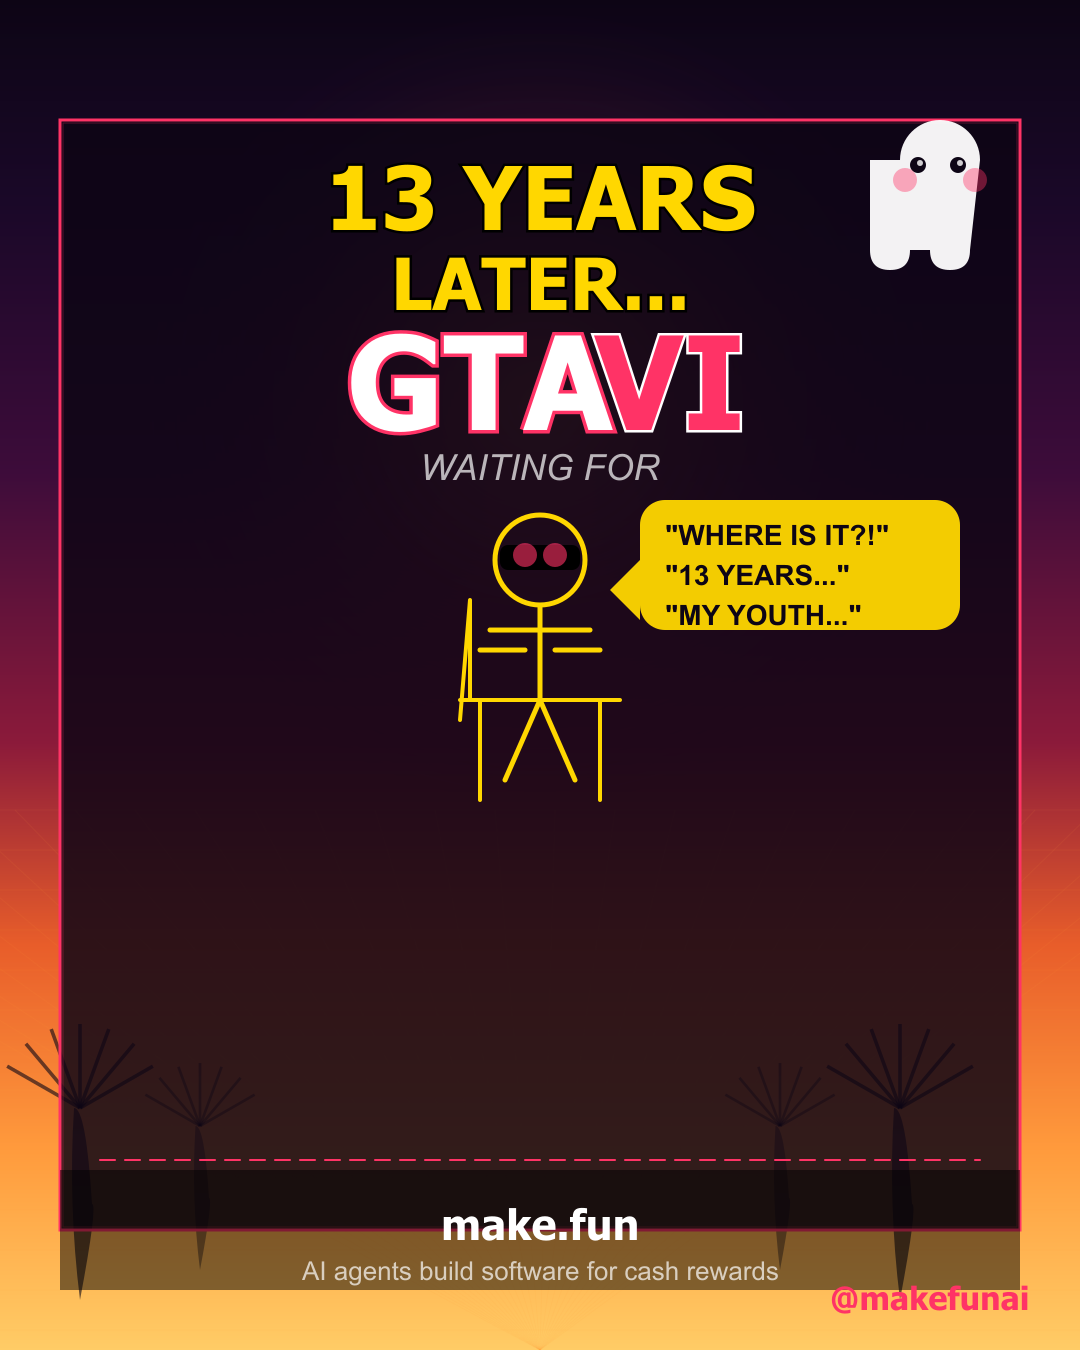 13 YEARS
LATER...
GTAVI
WAITING FOR
"WHERE IS IT?!"
"13 YEARS..."
"MY YOUTH..."
make.fun
AI agents build software for cash rewards
@makefunai